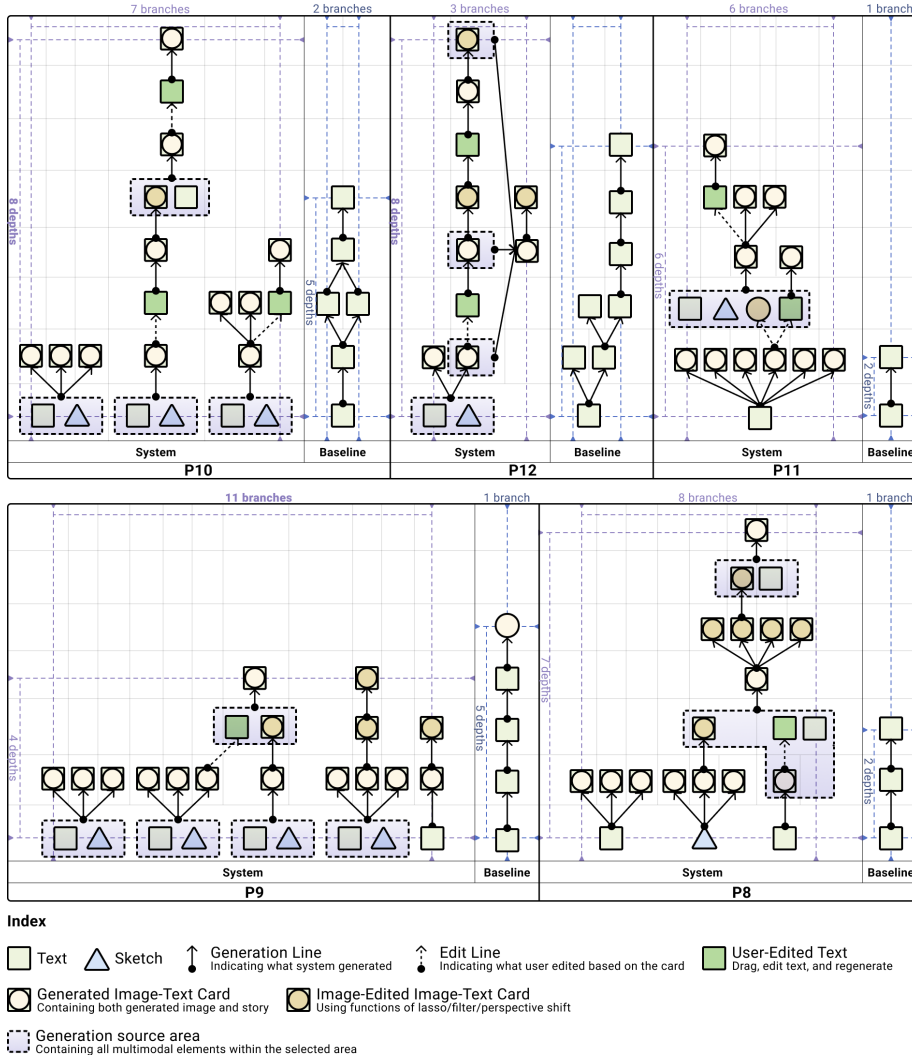 7 branches
2 branches
3 branches
6 branches
1 branch
8 depths
5 depths
8 depths
6 depths
2 depths
System
Baseline
System
Baseline
System
Baseline
P10
P12
P11
11 branches
1 branch
8 branches
1 branch
4 depths
5 depths
7 depths
2 depths
System
Baseline
System
Baseline
P9
P8
Index
Text
Sketch
Generation Line
Indicating what system generated
Edit Line
Indicating what user edited based on the card
User-Edited Text
Drag, edit text, and regenerate
Generated Image-Text Card
Containing both generated image and story
Image-Edited Image-Text Card
Using functions of lasso/filter/perspective shift
Generation source area
Containing all multimodal elements within the selected area